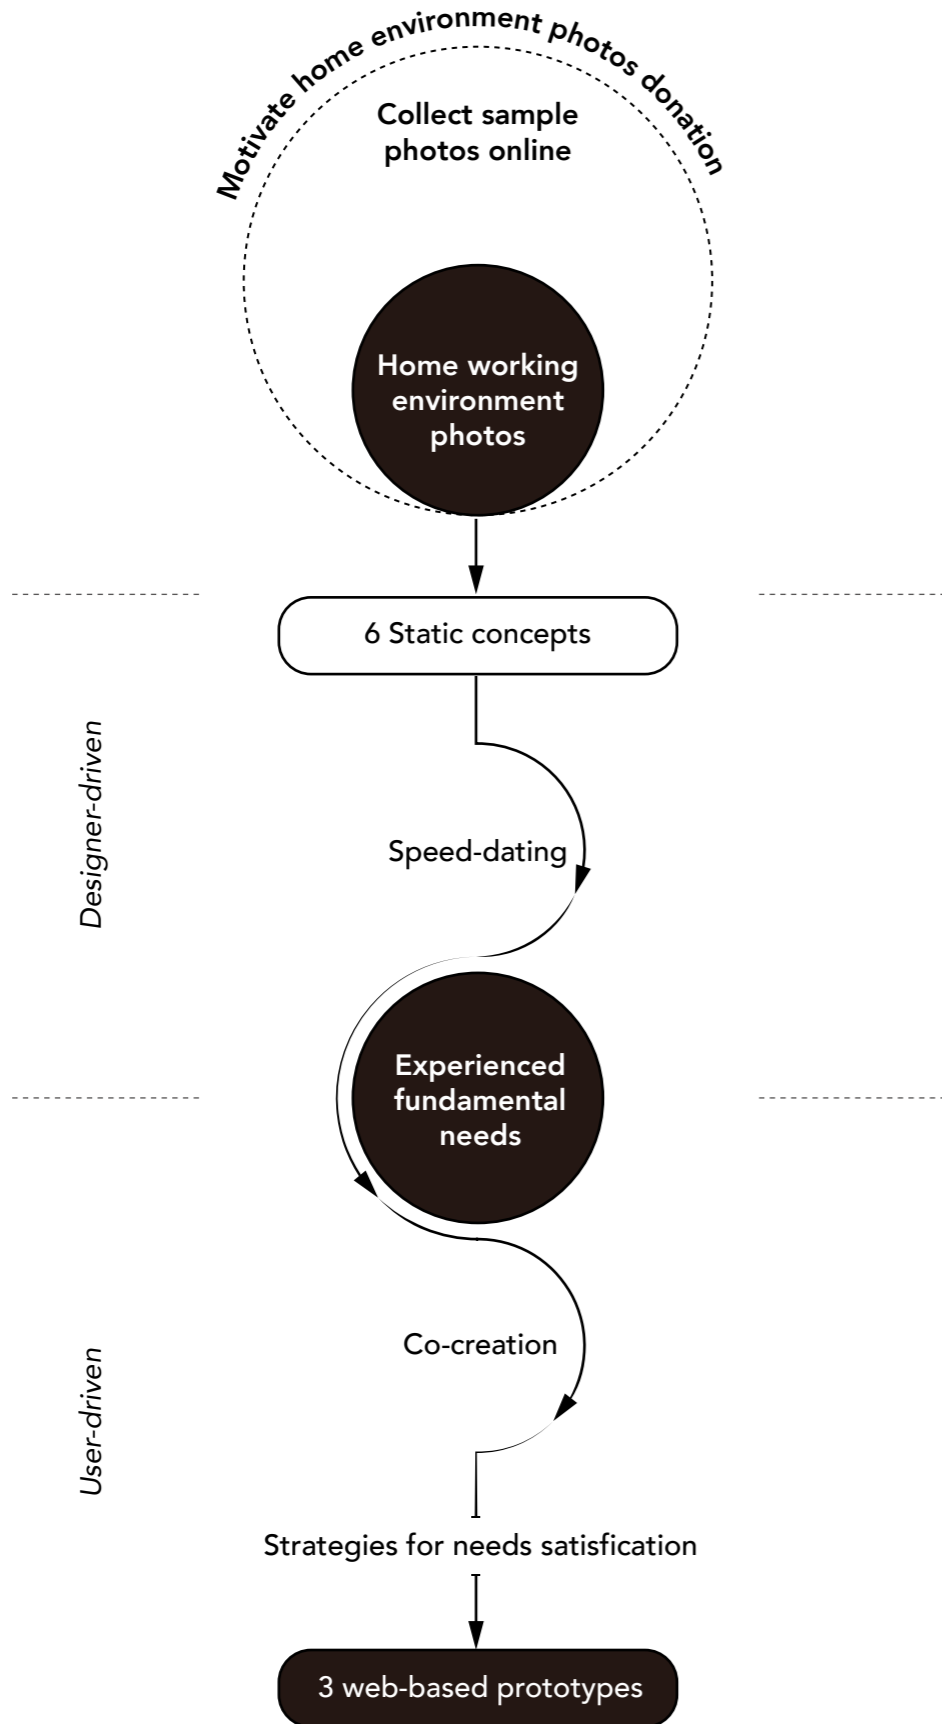 Motivate home environment photos donation
Collect sample
photos online
Home working
environment
photos
6 Static concepts
Designer-driven
Speed-dating
Experienced
fundamental
needs
Co-creation
User-driven
Strategies for needs satisfication
3 web-based prototypes